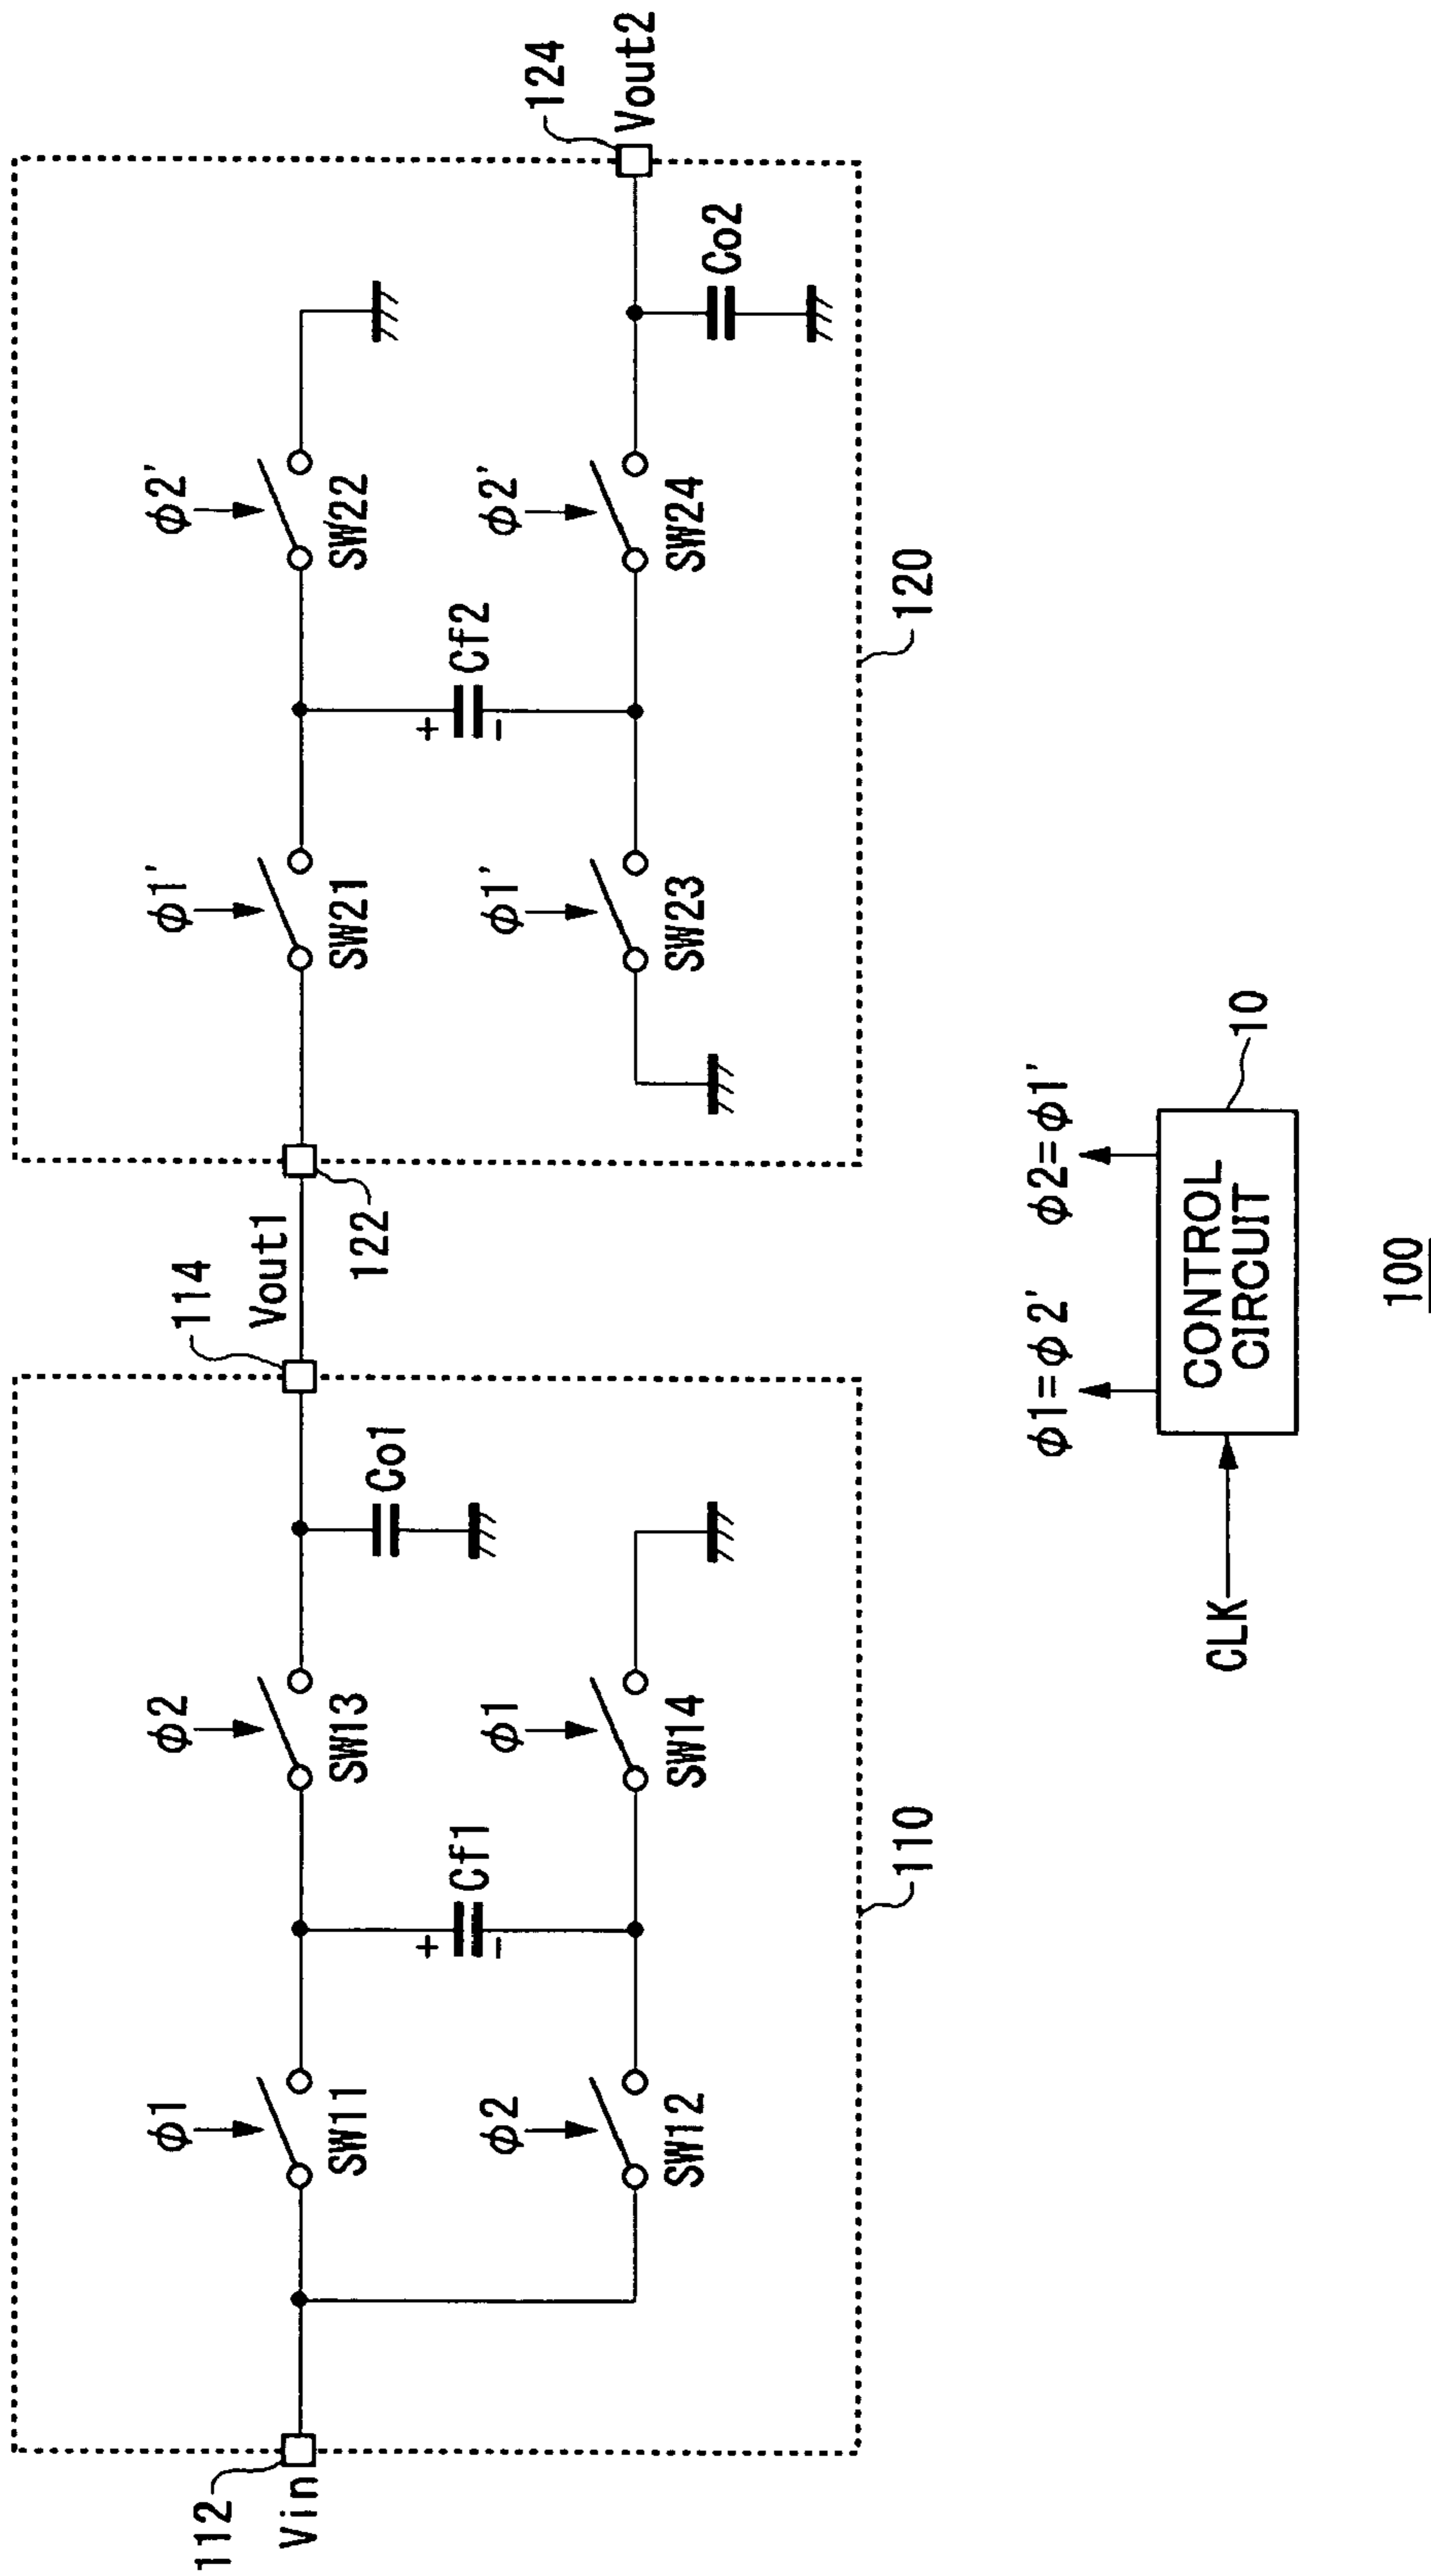 112
Vin
φ1
SW11
φ2
SW12
Cf1
+
-
φ2
SW13
φ1
SW14
Co1
110
114
Vout1
122
φ1'
SW21
φ1'
SW23
Cf2
+
-
φ2'
SW22
φ2'
SW24
Co2
120
124
Vout2
CLK
φ1=φ2'
φ2=φ1'
CONTROL
CIRCUIT
10
100